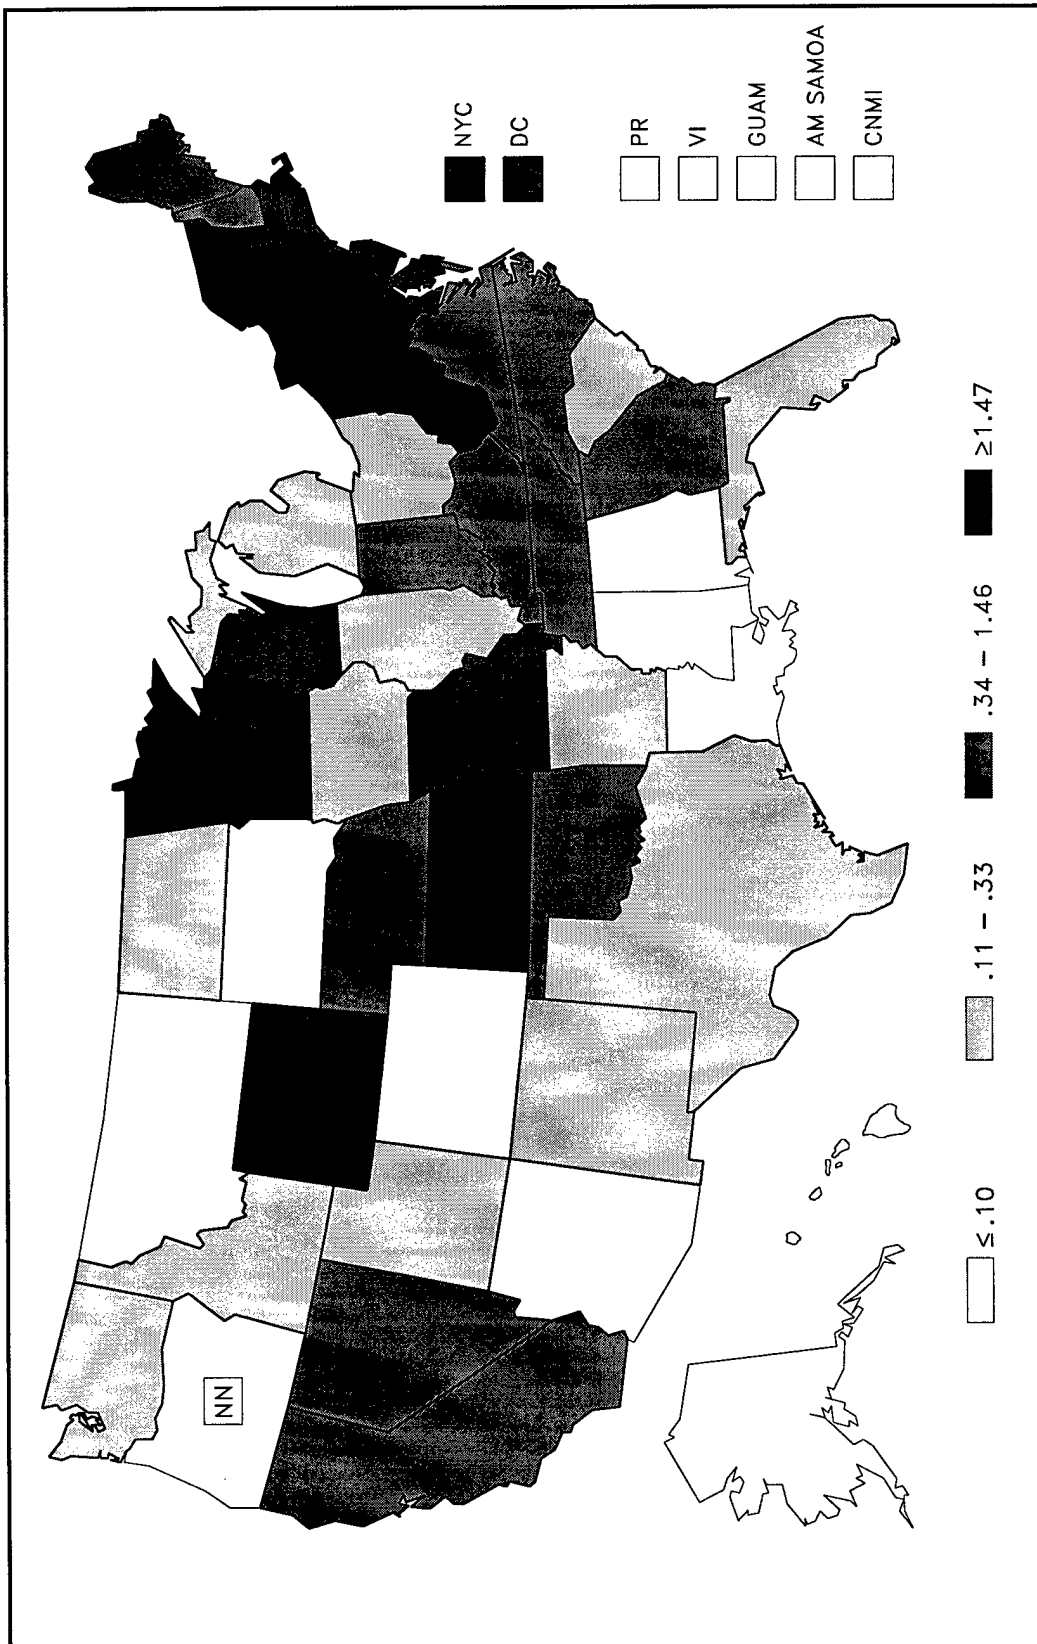 NN
NYC
DC
PR
VI
GUAM
AM SAMOA
CNMI
≤.10
.11 – .33
.34 – 1.46
≥1.47